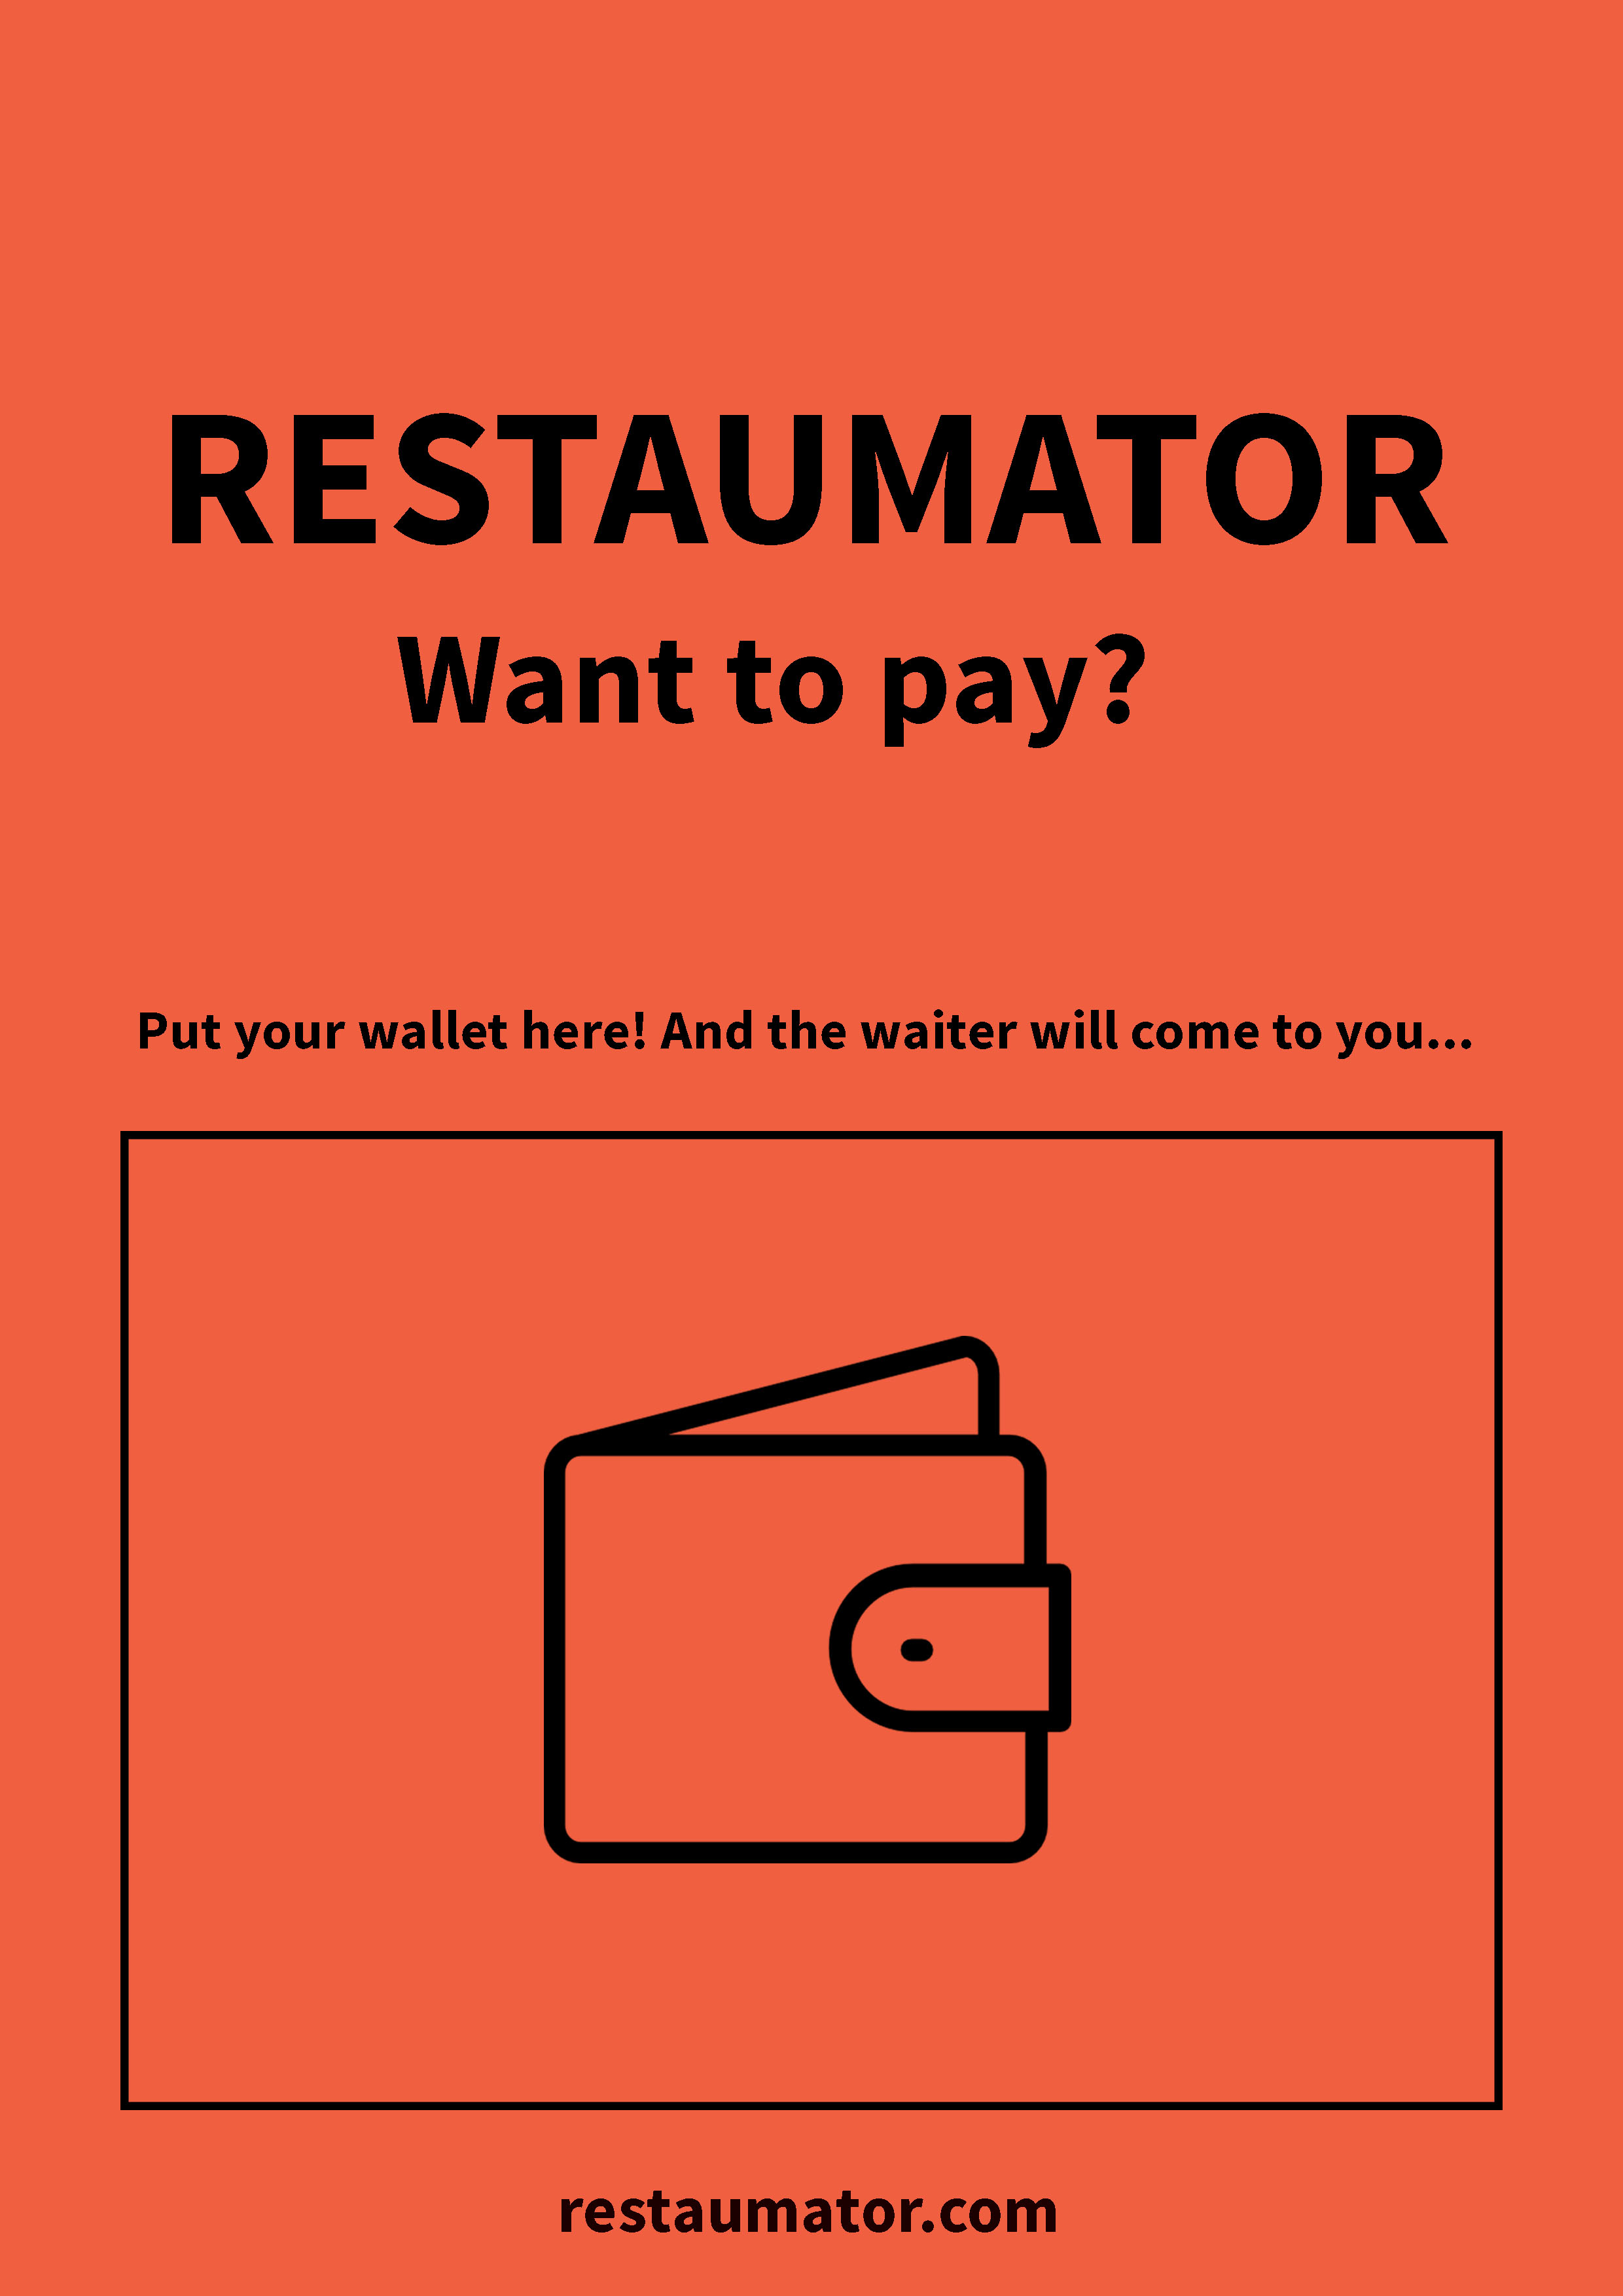 RESTAUMATOR
Want to pay?
Put your wallet here! And the waiter will come to you...
restaumator.com